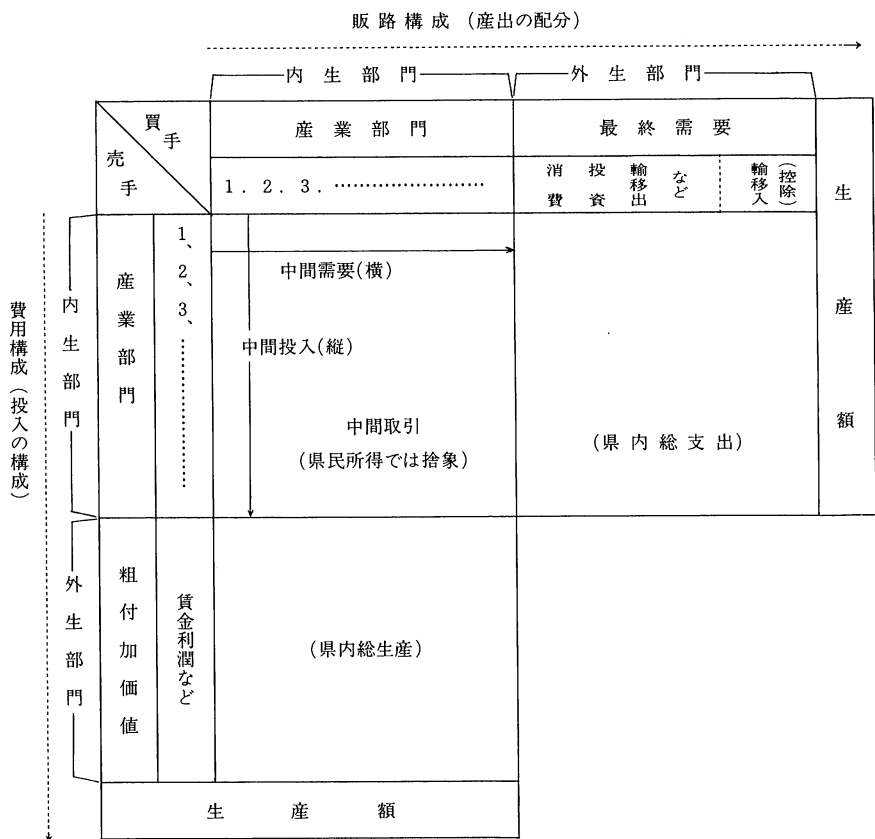 販路構成（産出の配分）
内生部門
外生部門
買手
売手
産業部門
最終需要
生産額
1．2．3．……………………
消費
投資
輸移出
など
輸移入
（控除）
費用構成（投入の構成）
内生部門
産業部門
1、2、3、……………………
中間需要(横)
中間投入(縦)
中間取引
(県民所得では捨象)
(県内総支出)
外生部門
粗付加価値
賃金利潤など
(県内総生産)
生産額